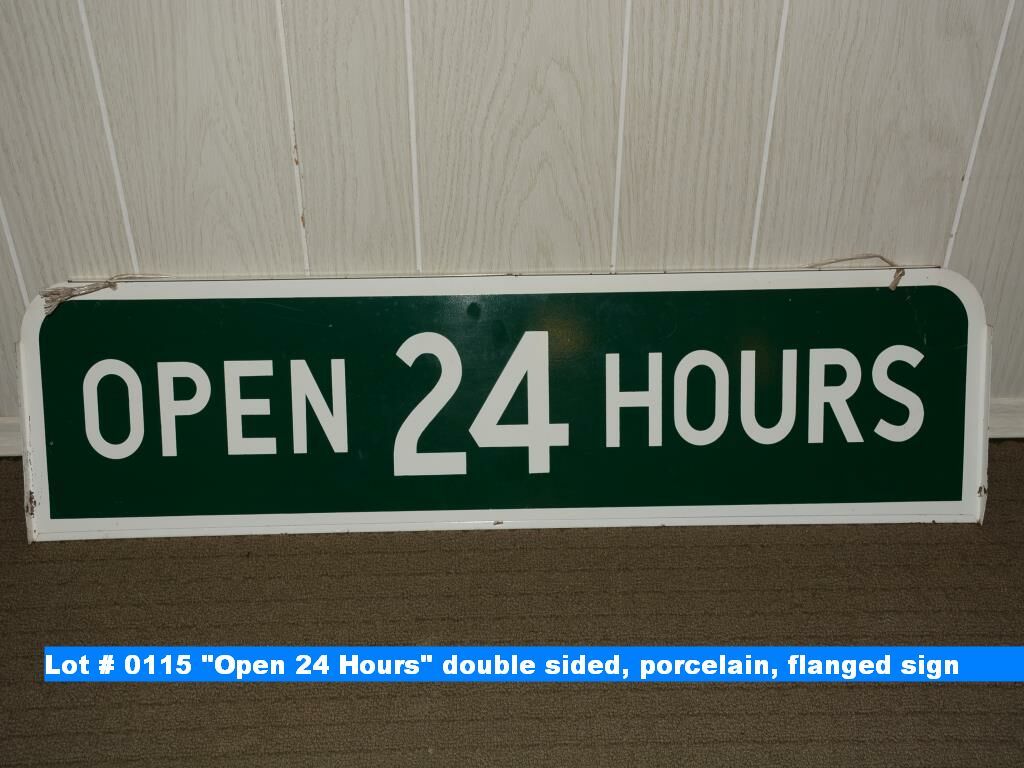 OPEN 24 HOURS
Lot # 0115 "Open 24 Hours" double sided, porcelain, flanged sign